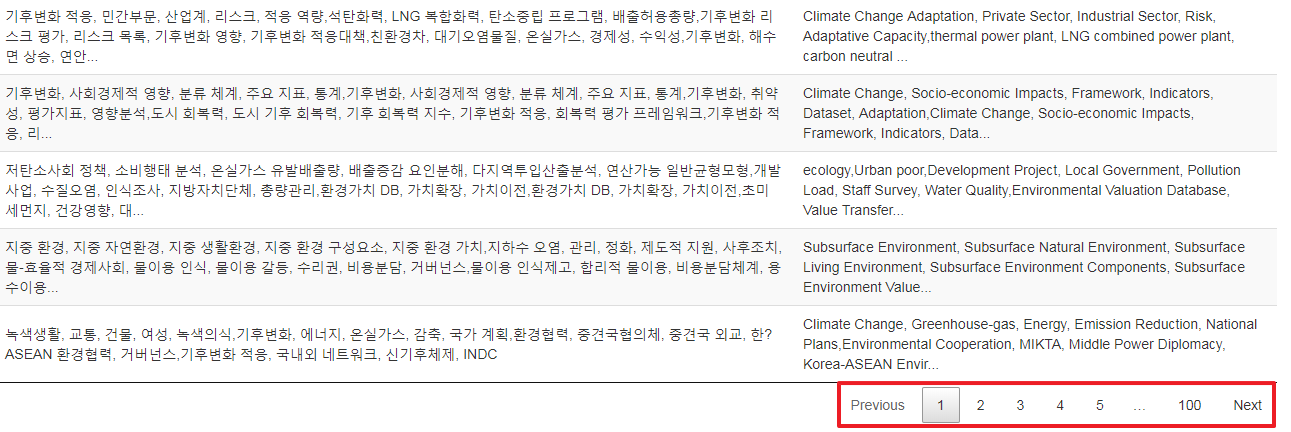 기후변화 적응, 민간부문, 산업계, 리스크, 적응 역량,석탄화력, LNG 복합화력, 탄소중립 프로그램, 배출허용총량,기후변화 리
스크 평가, 리스크 목록, 기후변화 영향, 기후변화 적응대책,친환경차, 대기오염물질, 온실가스, 경제성, 수익성,기후변화, 해수
면 상승, 연안...
Climate Change Adaptation, Private Sector, Industrial Sector, Risk,
Adaptative Capacity,thermal power plant, LNG combined power plant,
carbon neutral ...
기후변화, 사회경제적 영향, 분류 체계, 주요 지표, 통계,기후변화, 사회경제적 영향, 분류 체계, 주요 지표, 통계,기후변화, 취약
성, 평가지표, 영향분석,도시 회복력, 도시 기후 회복력, 기후 회복력 지수, 기후변화 적응, 회복력 평가 프레임워크,기후변화 적
응, 리...
Climate Change, Socio-economic Impacts, Framework, Indicators,
Dataset, Adaptation,Climate Change, Socio-economic Impacts,
Framework, Indicators, Data...
저탄소사회 정책, 소비행태 분석, 온실가스 유발배출량, 배출증감 요인분해, 다지역투입산출분석, 연산가능 일반균형모형,개발
사업, 수질오염, 인식조사, 지방자치단체, 총량관리,환경가치 DB, 가치확장, 가치이전,환경가치 DB, 가치확장, 가치이전,초미
세먼지, 건강영향, 대...
ecology,Urban poor,Development Project, Local Government, Pollution
Load, Staff Survey, Water Quality,Environmental Valuation Database,
Value Transfer...
지중 환경, 지중 자연환경, 지중 생활환경, 지중 환경 구성요소, 지중 환경 가치,지하수 오염, 관리, 정화, 제도적 지원, 사후조치,
물-효율적 경제사회, 물이용 인식, 물이용 갈등, 수리권, 비용분담, 거버넌스,물이용 인식제고, 합리적 물이용, 비용분담체계, 용
수이용...
Subsurface Environment, Subsurface Natural Environment, Subsurface
Living Environment, Subsurface Environment Components, Subsurface
Environment Value...
녹색생활, 교통, 건물, 여성, 녹색의식,기후변화, 에너지, 온실가스, 감축, 국가 계획,환경협력, 중견국협의체, 중견국 외교, 한?
ASEAN 환경협력, 거버넌스,기후변화 적응, 국내외 네트워크, 신기후체제, INDC
Climate Change, Greenhouse-gas, Energy, Emission Reduction, National
Plans,Environmental Cooperation, MIKTA, Middle Power Diplomacy,
Korea-ASEAN Envir...
Previous 1 2 3 4 5 ... 100 Next